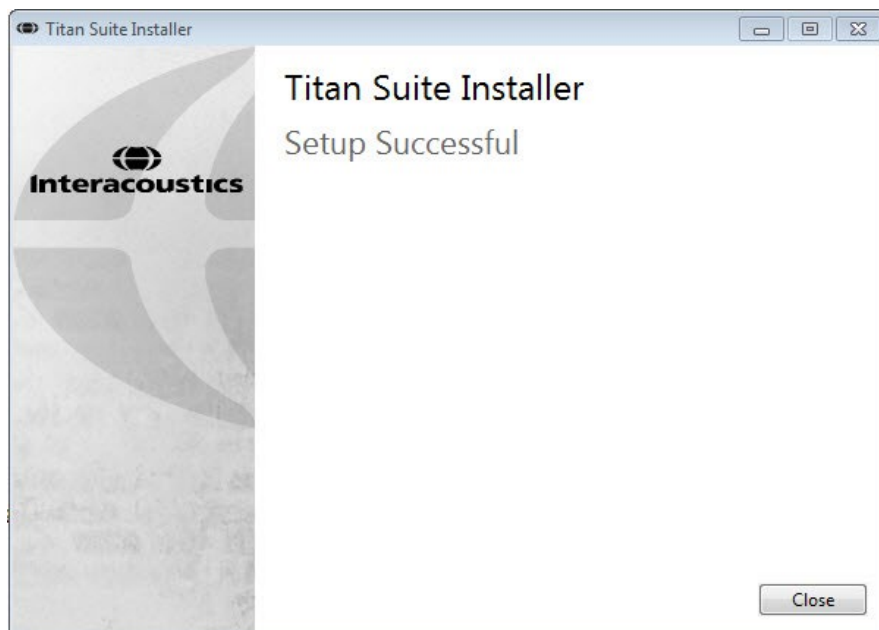 Titan Suite Installer
Titan Suite Installer
Setup Successful
Interacoustics
Close